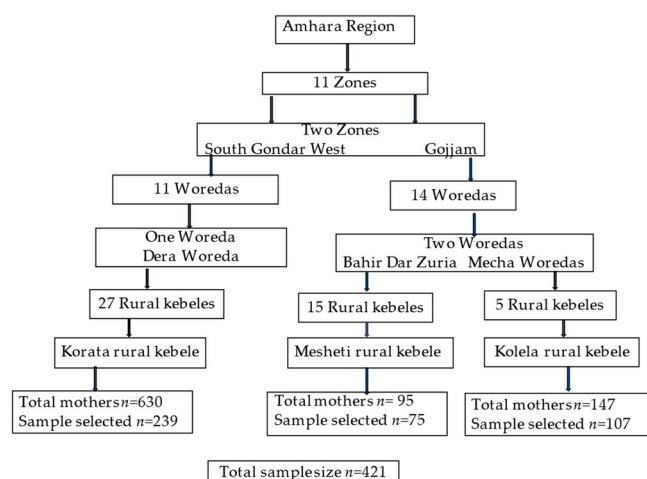 Amhara Region
11 Zones
Two Zones
South Gondar West Gojjam
11 Woredas
14 Woredas
One Woreda
Dera Woreda
Two Woredas
Bahir Dar Zuria Mecha Woredas
27 Rural kebeles
15 Rural kebeles
5 Rural kebeles
Korata rural kebele
Mesheti rural kebele
Kolela rural kebele
Total mothers n=630
Sample selected n=239
Total mothers n= 95
Sample selected n=75
Total mothers n=147
Sample selected n=107
Total sample size n=421